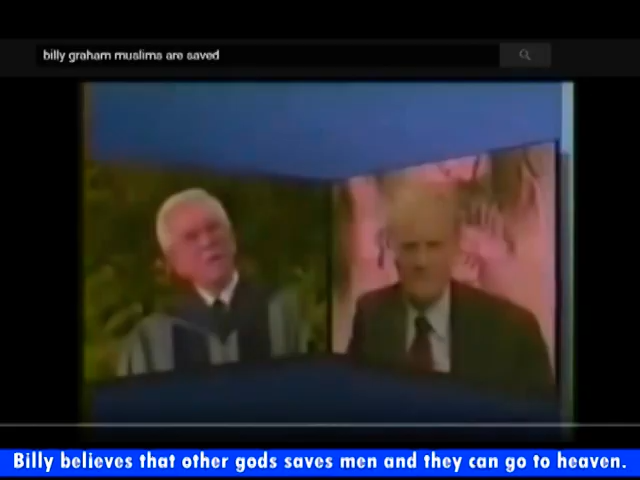 billy graham muslims are saved
Billy believes that other gods saves men and they can go to heaven.